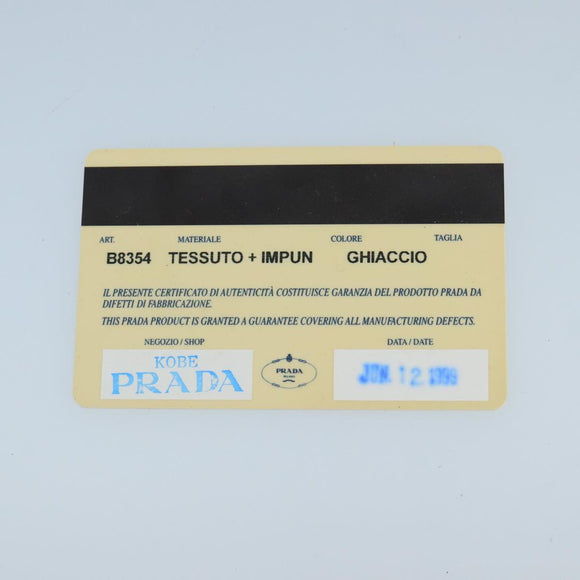 ART. MATERIALE COLORE TAGLIA
B8354 TESSUTO + IMPUN GHIACCIO
IL PRESENTE CERTIFICATO DI AUTENTICITÀ COSTITUISCE GARANZIA DEL PRODOTTO PRADA DA
DIFETTI DI FABBRICAZIONE.
THIS PRADA PRODUCT IS GRANTED A GUARANTEE COVERING ALL MANUFACTURING DEFECTS.
NEGOZIO / SHOP DATA / DATE
KOBE
PRADA
PRADA
MILANO
JUN. 12 1999